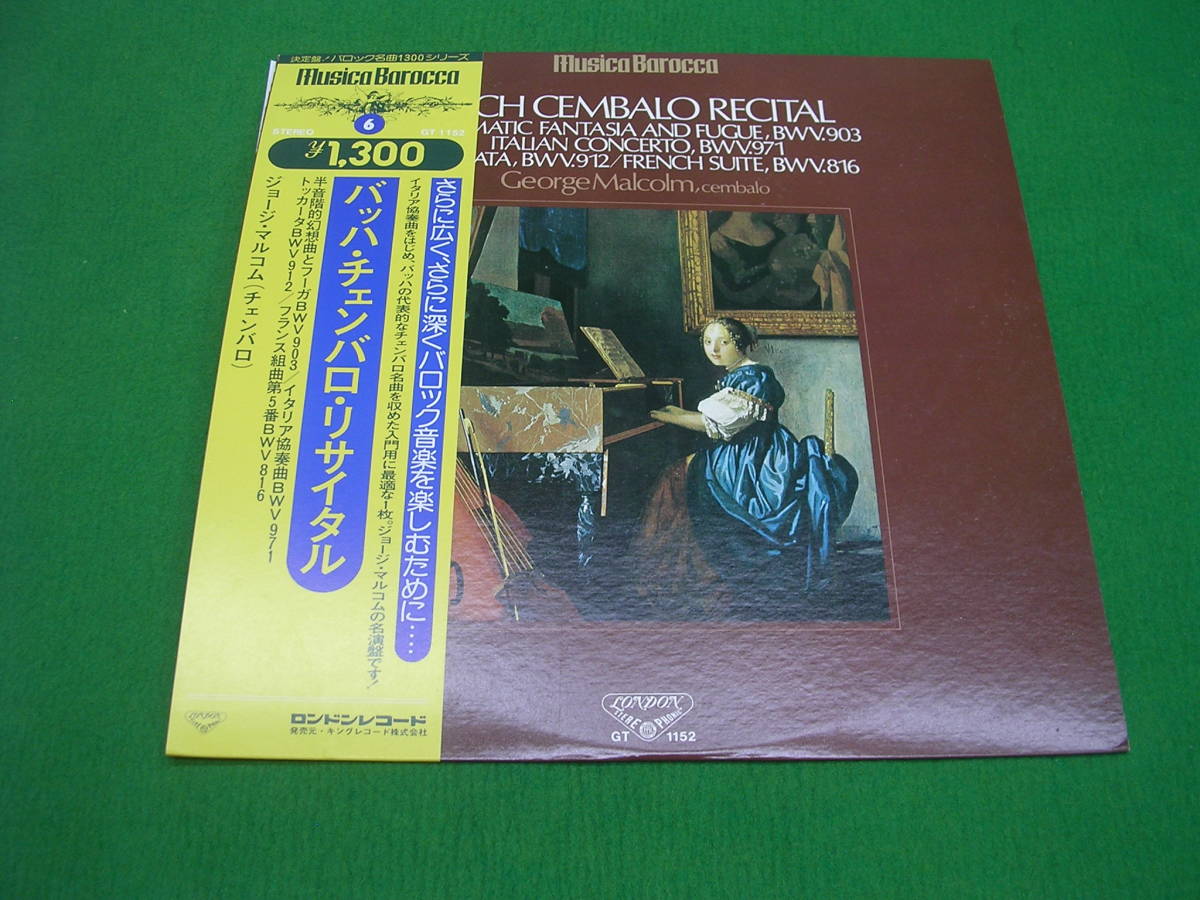 決定盤!バロック名曲1300シリーズ
Musica Barocca
6
STEREO
GT 1152
¥1,300
さらに広く、さらに深くバロック音楽を楽しむために‥‥
イタリア協奏曲をはじめ、バッハの代表的なチェンバロ名曲を収めた入門用に最適な1枚。ジョージ・マルコムの名演盤です!
バッハ・チェンバロ・リサイタル
半音階的幻想曲とフーガBWV903/イタリア協奏曲BWV971
トッカータBWV912/フランス組曲第5番BWV816
ジョージ・マルコム(チェンバロ)
LONDON
ロンドンレコード
発売元・キングレコード株式会社
Musica Barocca
CH CEMBALO RECITAL
MATIC FANTASIA AND FUGUE, BWV.903
ITALIAN CONCERTO, BWV.971
ATA, BWV.912/FRENCH SUITE, BWV.816
George Malcolm, cembalo
LONDON
STEREOPHONIC
GT 1152